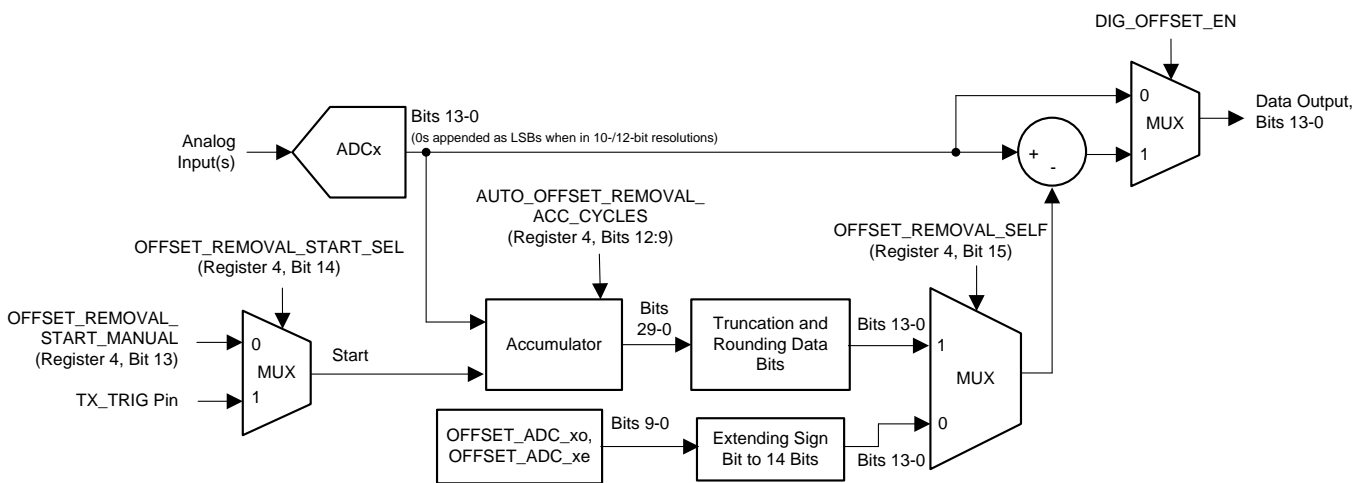 DIG_OFFSET_EN
Bits 13-0
(0s appended as LSBs when in 10-/12-bit resolutions)
Analog
Input(s)
ADCx
0
MUX
1
Data Output,
Bits 13-0
+
-
AUTO_OFFSET_REMOVAL_
ACC_CYCLES
(Register 4, Bits 12:9)
OFFSET_REMOVAL_SELF
(Register 4, Bit 15)
OFFSET_REMOVAL_START_SEL
(Register 4, Bit 14)
OFFSET_REMOVAL_
START_MANUAL
(Register 4, Bit 13)
TX_TRIG Pin
0
MUX
1
Start
Accumulator
Bits
29-0
Truncation and
Rounding Data
Bits
Bits 13-0
1
MUX
0
OFFSET_ADC_xo,
OFFSET_ADC_xe
Bits 9-0
Extending Sign
Bit to 14 Bits
Bits 13-0